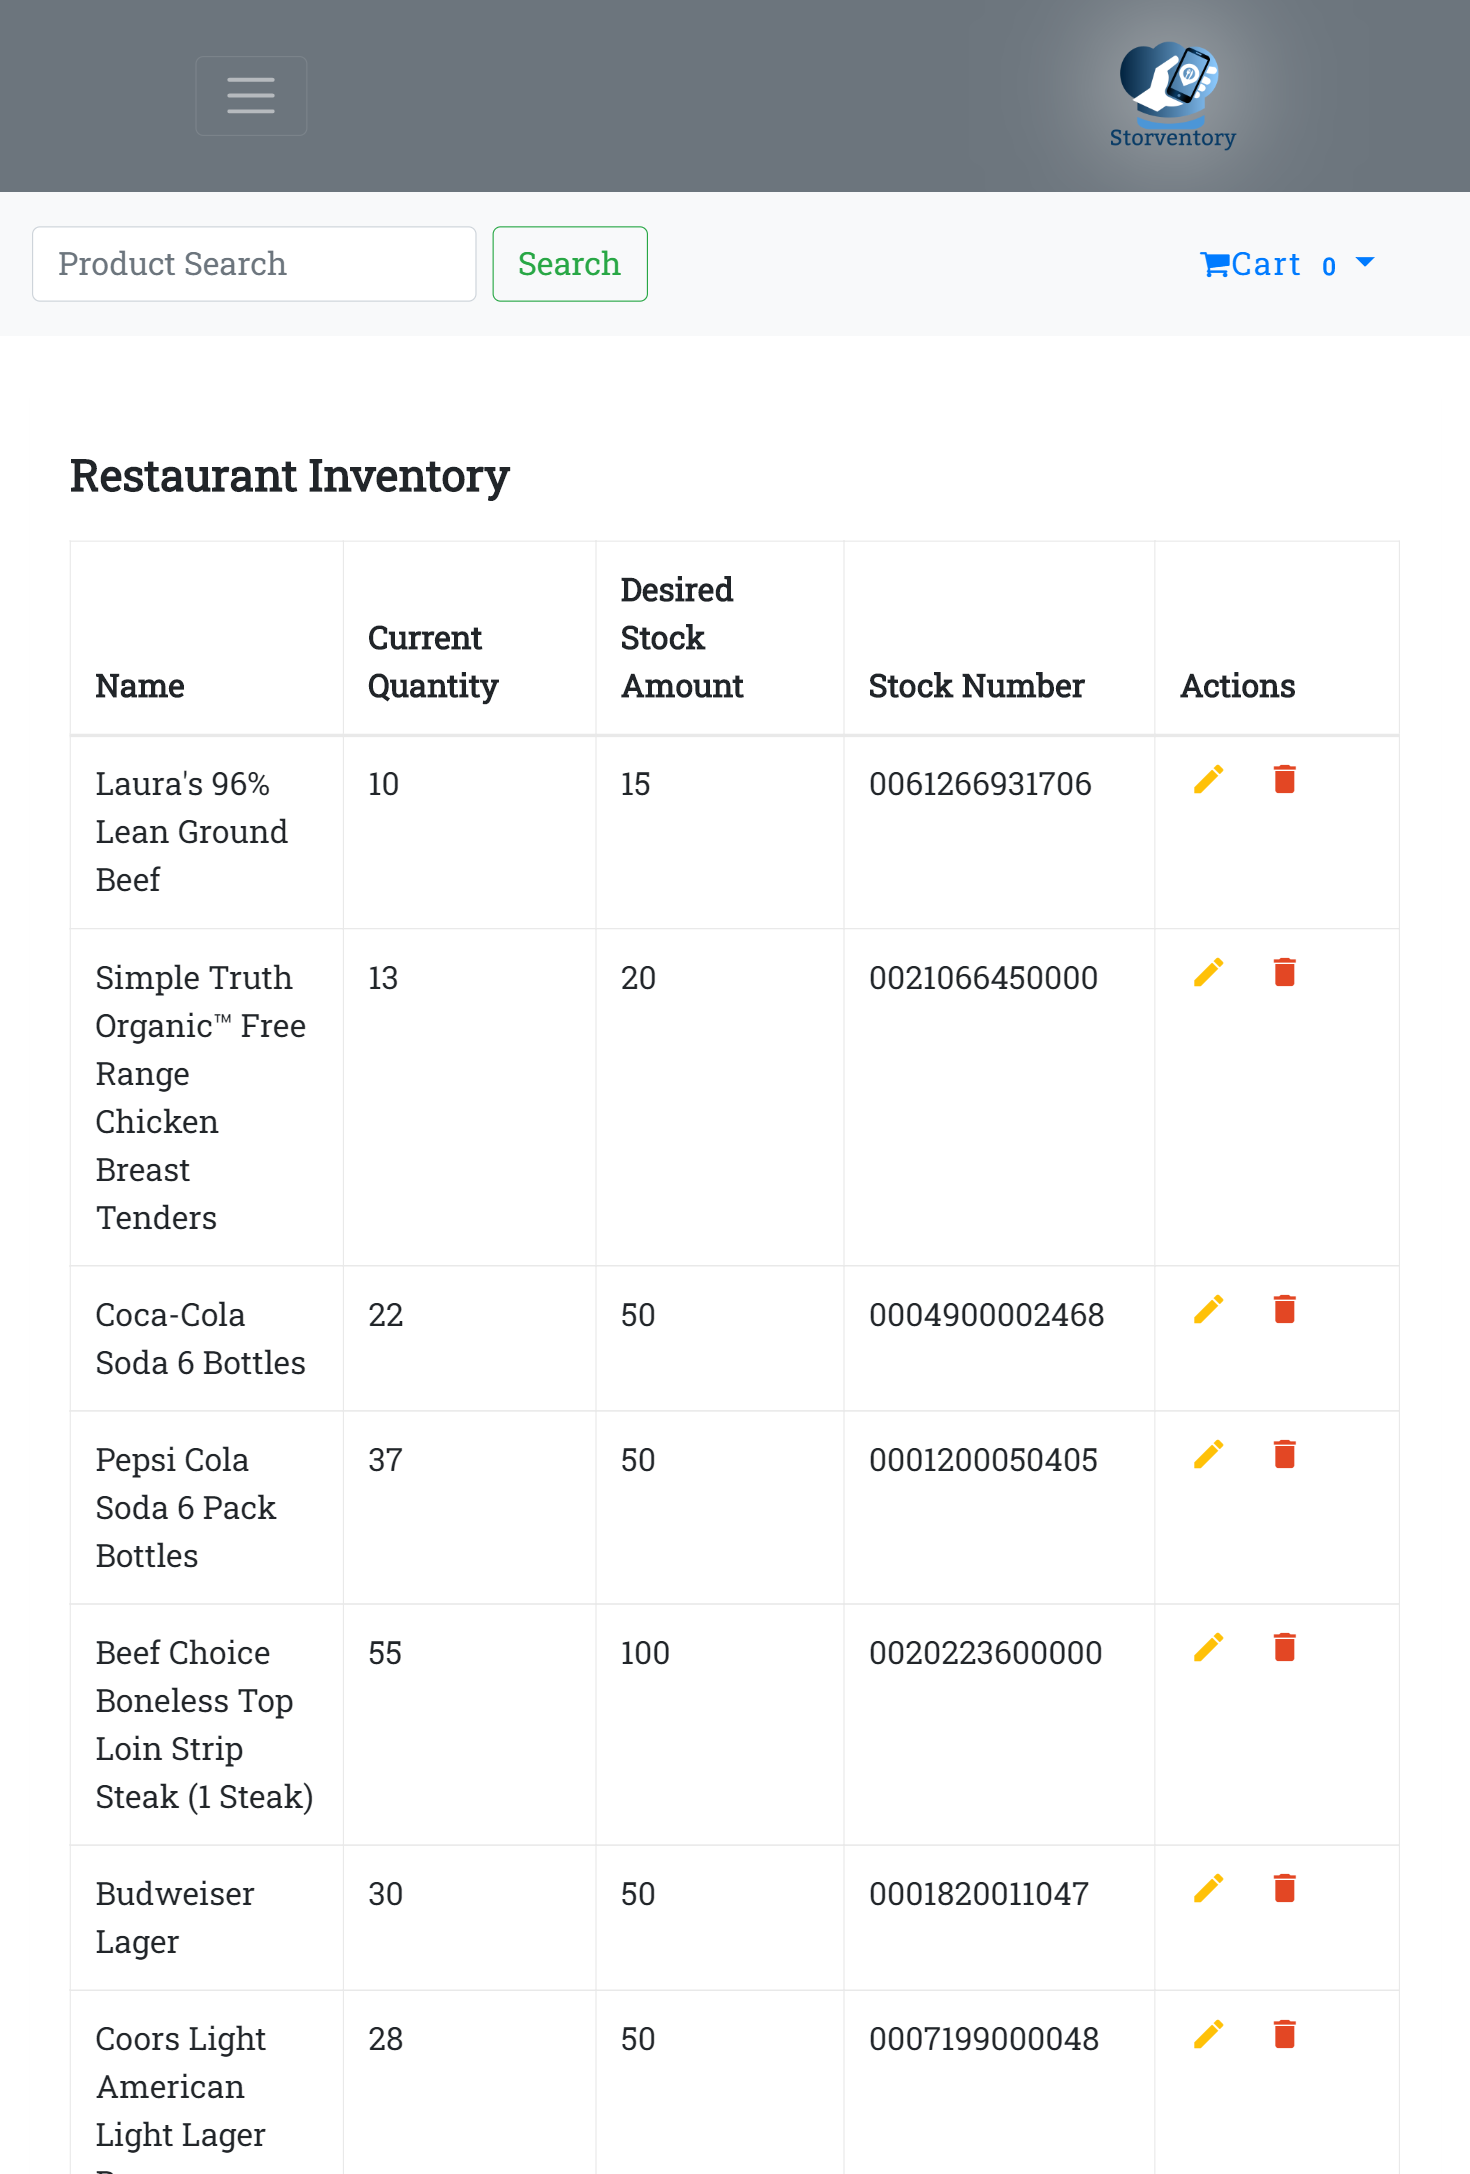 Storventory
Product Search
Search
Cart 0
Restaurant Inventory
Name
Current
Quantity
Desired
Stock
Amount
Stock Number
Actions
Laura's 96%
Lean Ground
Beef
10
15
0061266931706
Simple Truth
Organic™ Free
Range
Chicken
Breast
Tenders
13
20
0021066450000
Coca-Cola
Soda 6 Bottles
22
50
0004900002468
Pepsi Cola
Soda 6 Pack
Bottles
37
50
0001200050405
Beef Choice
Boneless Top
Loin Strip
Steak (1 Steak)
55
100
0020223600000
Budweiser
Lager
30
50
0001820011047
Coors Light
American
Light Lager
28
50
0007199000048